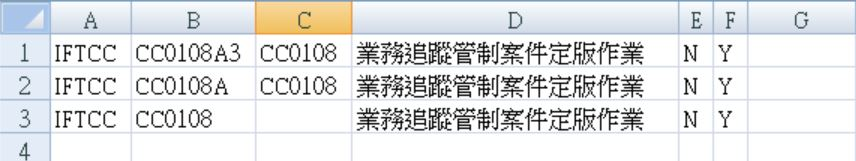 A B C D E F G
1 IFTCC CC0108A3 CC0108 業務追蹤管制案件定版作業 N Y
2 IFTCC CC0108A CC0108 業務追蹤管制案件定版作業 N Y
3 IFTCC CC0108 業務追蹤管制案件定版作業 N Y
4